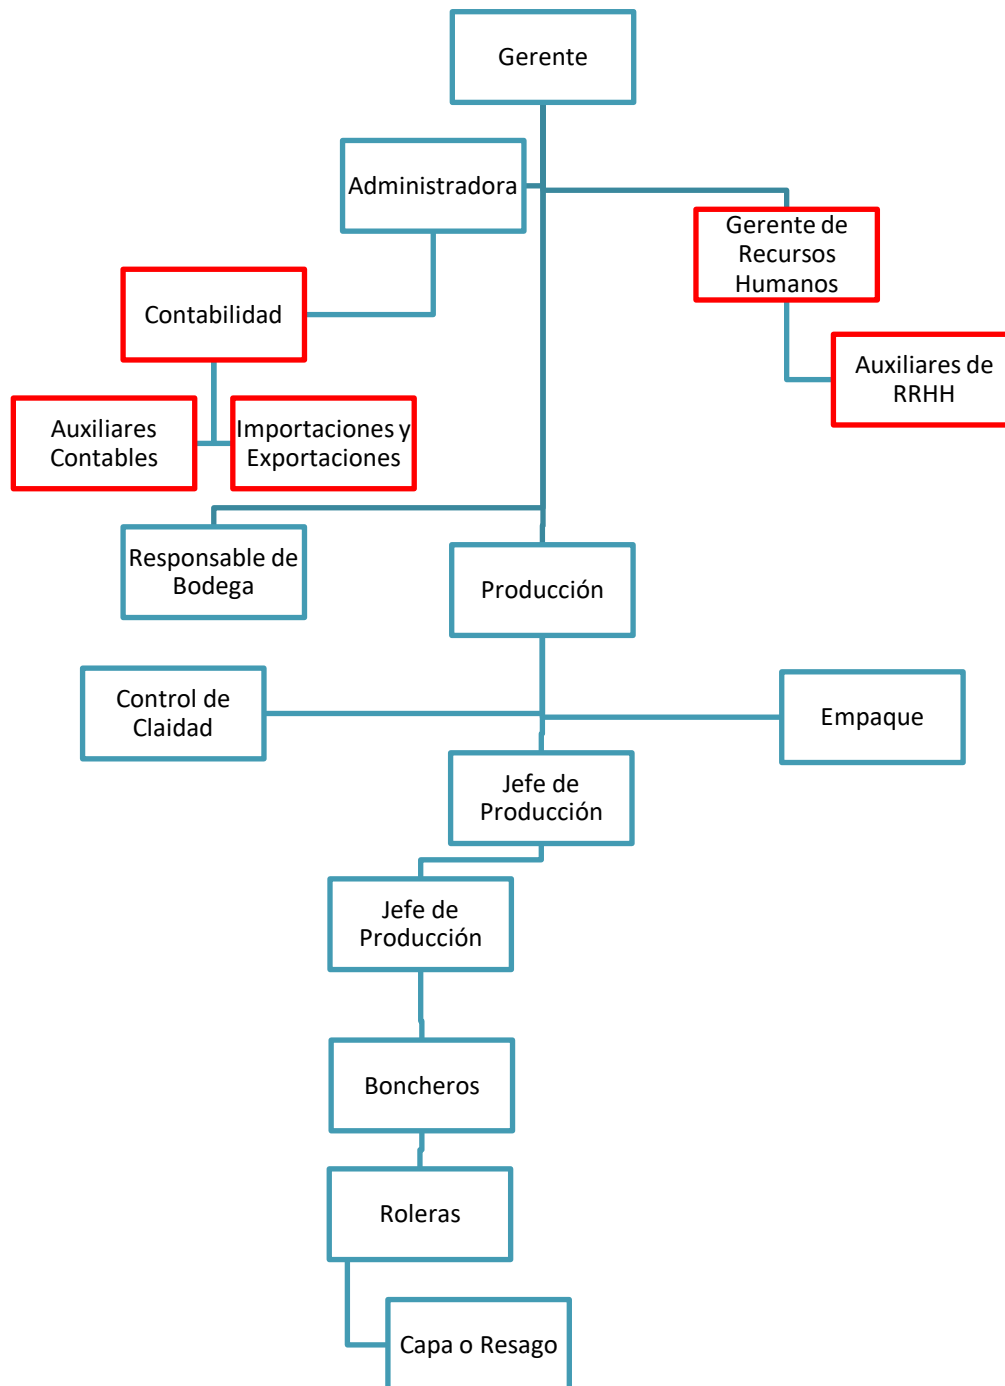 Gerente
Administradora
Gerente de
Recursos
Humanos
Contabilidad
Auxiliares de
RRHH
Auxiliares
Contables
Importaciones y
Exportaciones
Responsable de
Bodega
Producción
Control de
Claidad
Empaque
Jefe de
Producción
Jefe de
Producción
Boncheros
Roleras
Capa o Resago